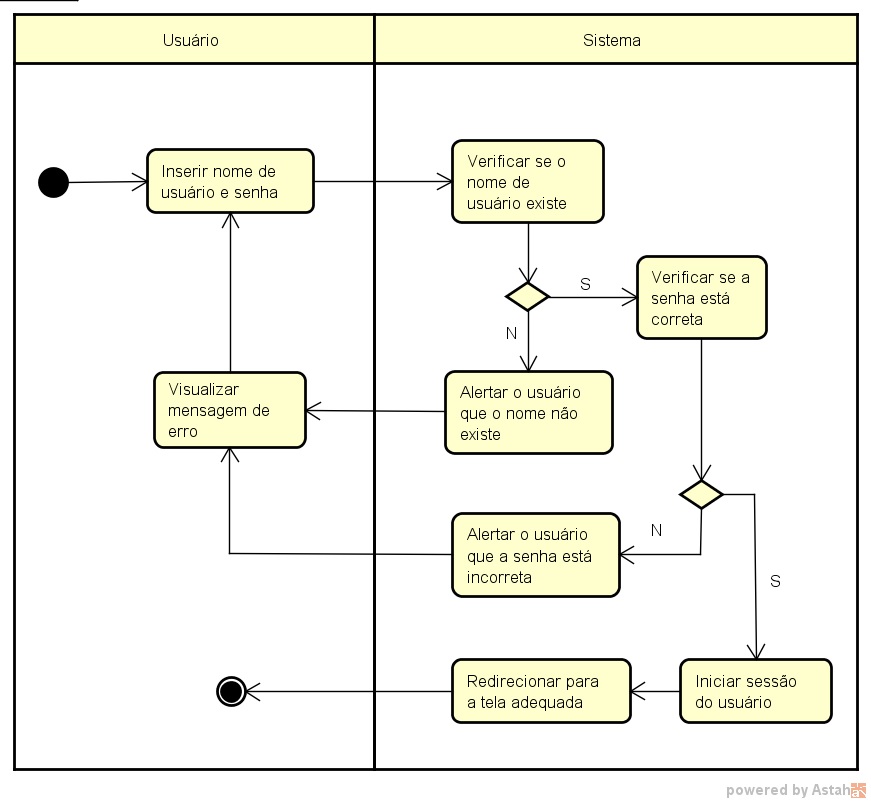 Usuário
Sistema
Inserir nome de
usuário e senha
Verificar se o
nome de
usuário existe
S
Verificar se a
senha está
correta
N
Visualizar
mensagem de
erro
Alertar o usuário
que o nome não
existe
Alertar o usuário
que a senha está
incorreta
N
S
Redirecionar para
a tela adequada
Iniciar sessão
do usuário
powered by Astah